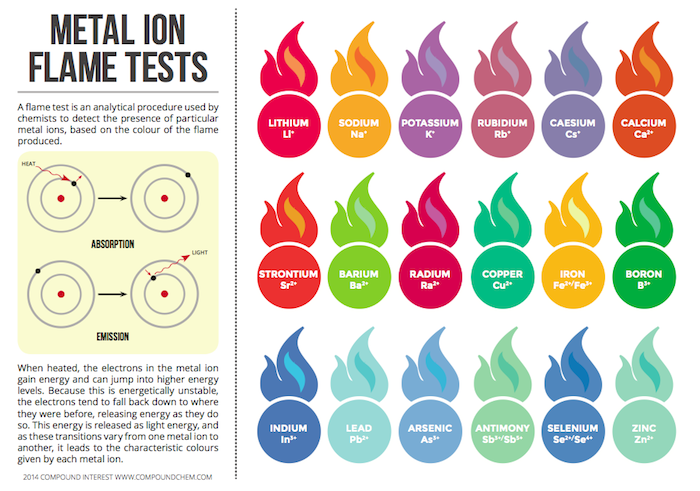 METAL ION
FLAME TESTS
A flame test is an analytical procedure used by
chemists to detect the presence of particular
metal ions, based on the colour of the flame
produced.
HEAT
ABSORPTION
LIGHT
EMISSION
When heated, the electrons in the metal ion
gain energy and can jump into higher energy
levels. Because this is energetically unstable,
the electrons tend to fall back down to where
they were before, releasing energy as they do
so. This energy is released as light energy, and
as these transitions vary from one metal ion to
another, it leads to the characteristic colours
given by each metal ion.
2014 COMPOUND INTEREST WWW.COMPOUNDCHEM.COM
LITHIUM
Li⁺
SODIUM
Na⁺
POTASSIUM
K⁺
RUBIDIUM
Rb⁺
CAESIUM
Cs⁺
CALCIUM
Ca²⁺
STRONTIUM
Sr²⁺
BARIUM
Ba²⁺
RADIUM
Ra²⁺
COPPER
Cu²⁺
IRON
Fe²⁺/Fe³⁺
BORON
B³⁺
INDIUM
In³⁺
LEAD
Pb²⁺
ARSENIC
As⁵⁺
ANTIMONY
Sb³⁺/Sb⁵⁺
SELENIUM
Se²⁺/Se⁴⁺
ZINC
Zn²⁺